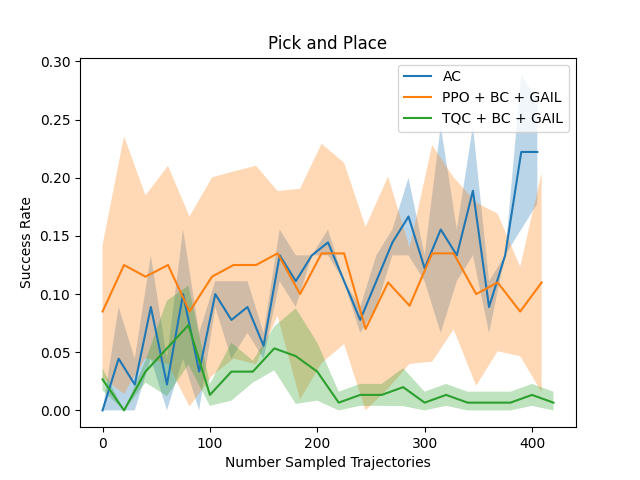 Pick and Place
0.30
0.25
0.20
0.15
0.10
0.05
0.00
Success Rate
AC
PPO + BC + GAIL
TQC + BC + GAIL
0
100
200
300
400
Number Sampled Trajectories